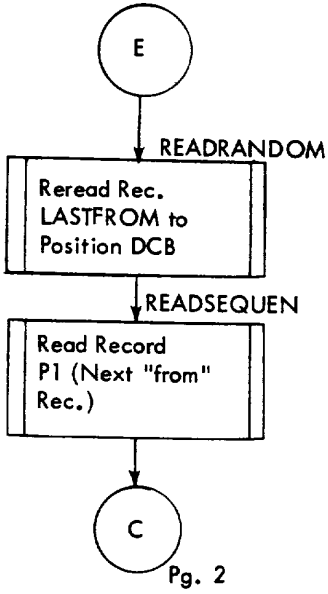 E
READRANDOM
Reread Rec.
LASTFROM to
Position DCB
READSEQUEN
Read Record
P1 (Next "from"
Rec.)
C
Pg. 2